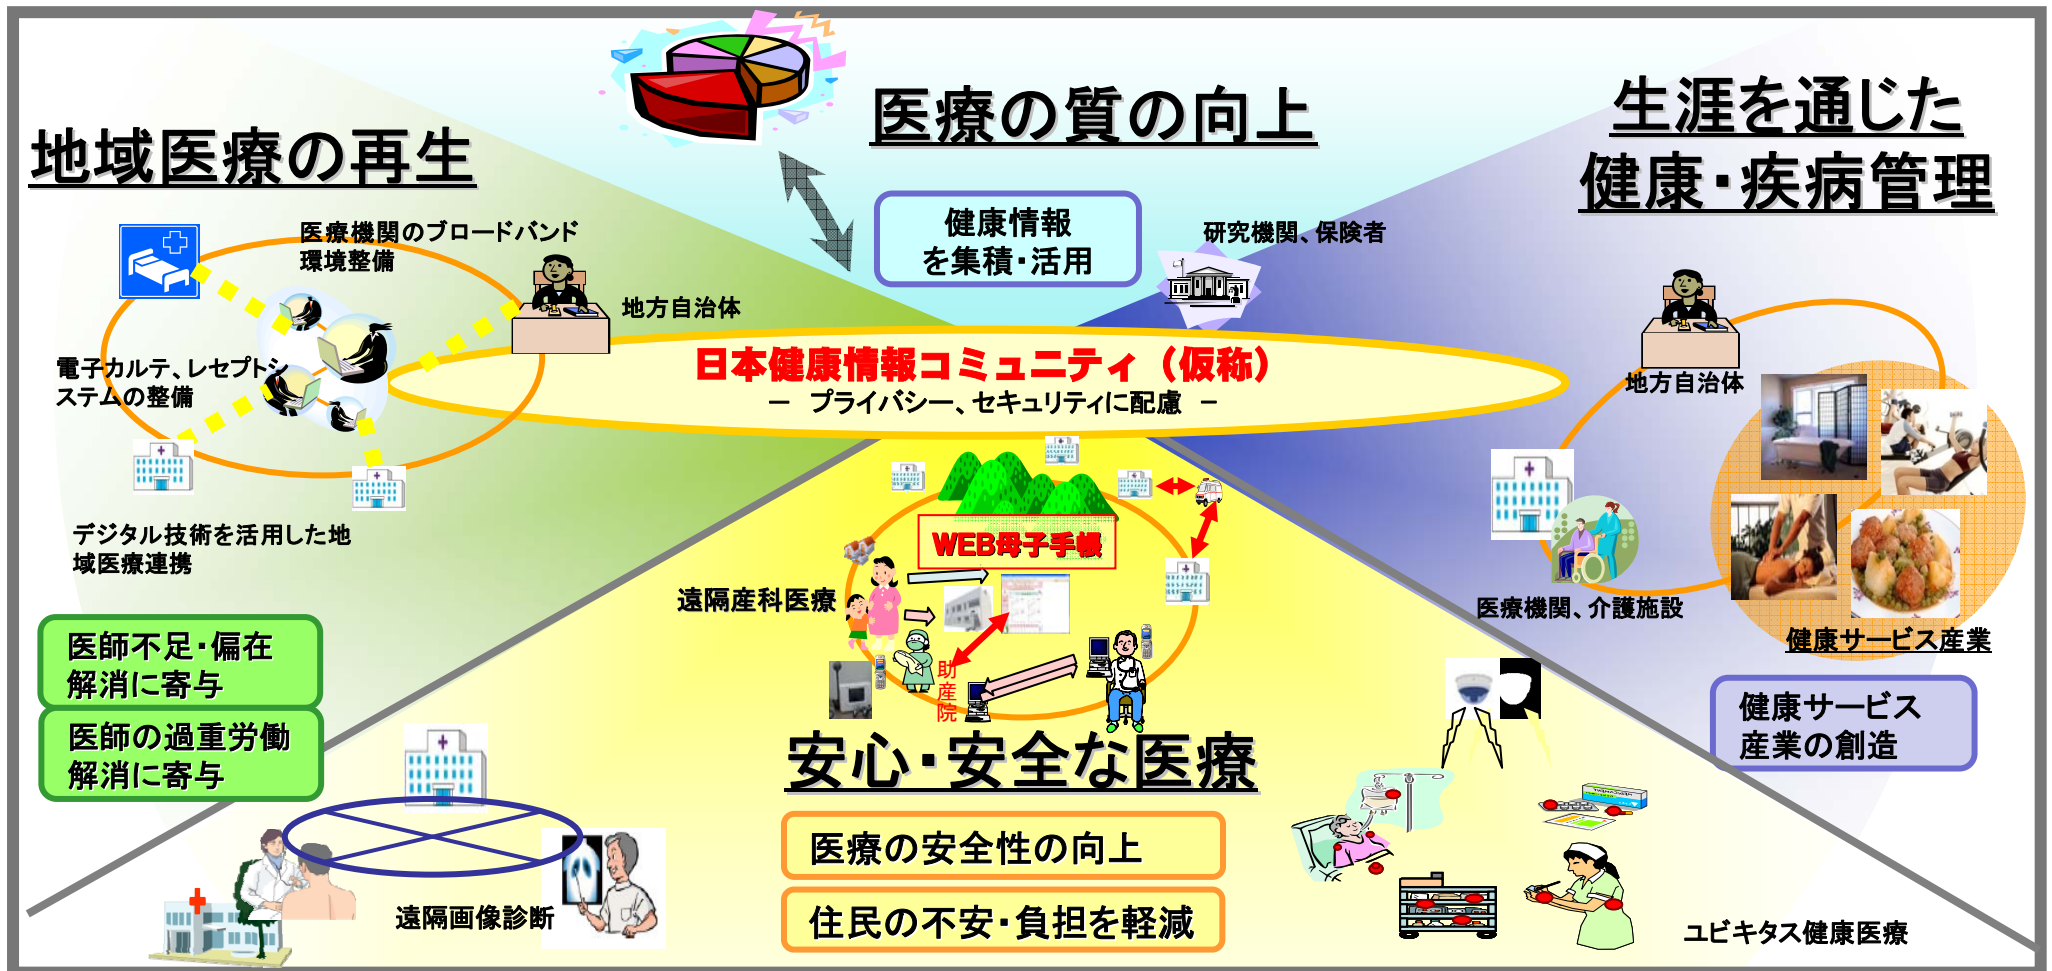 医療の質の向上
生涯を通じた
健康・疾病管理
地域医療の再生
健康情報
を集積・活用
研究機関、保険者
医療機関のブロードバンド
環境整備
地方自治体
電子カルテ、レセプトシ
ステムの整備
日本健康情報コミュニティ（仮称）
－ プライバシー、セキュリティに配慮 －
地方自治体
デジタル技術を活用した地
域医療連携
WEB母子手帳
遠隔産科医療
助
産
院
医療機関、介護施設
健康サービス産業
医師不足・偏在
解消に寄与
医師の過重労働
解消に寄与
健康サービス
産業の創造
安心・安全な医療
医療の安全性の向上
住民の不安・負担を軽減
遠隔画像診断
ユビキタス健康医療